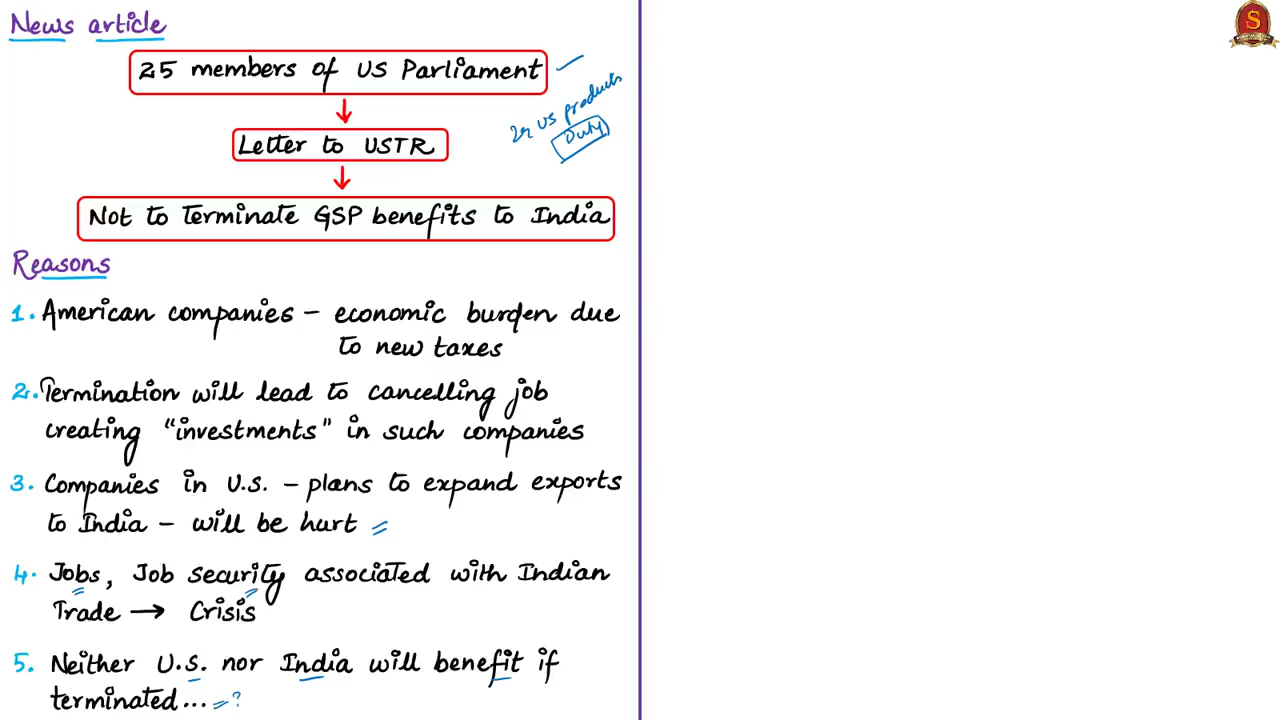 News article
25 members of US Parliament
Letter to USTR
US products
Duty
Not to Terminate GSP benefits to India
Reasons
1. American companies - economic burden due
to new taxes
2. Termination will lead to cancelling job
creating "investments" in such companies
3. Companies in U.S. - plans to expand exports
to India - will be hurt
4. Jobs, Job security associated with Indian
Trade → Crisis
5. Neither U.S. nor India will benefit if
terminated... = ?
S